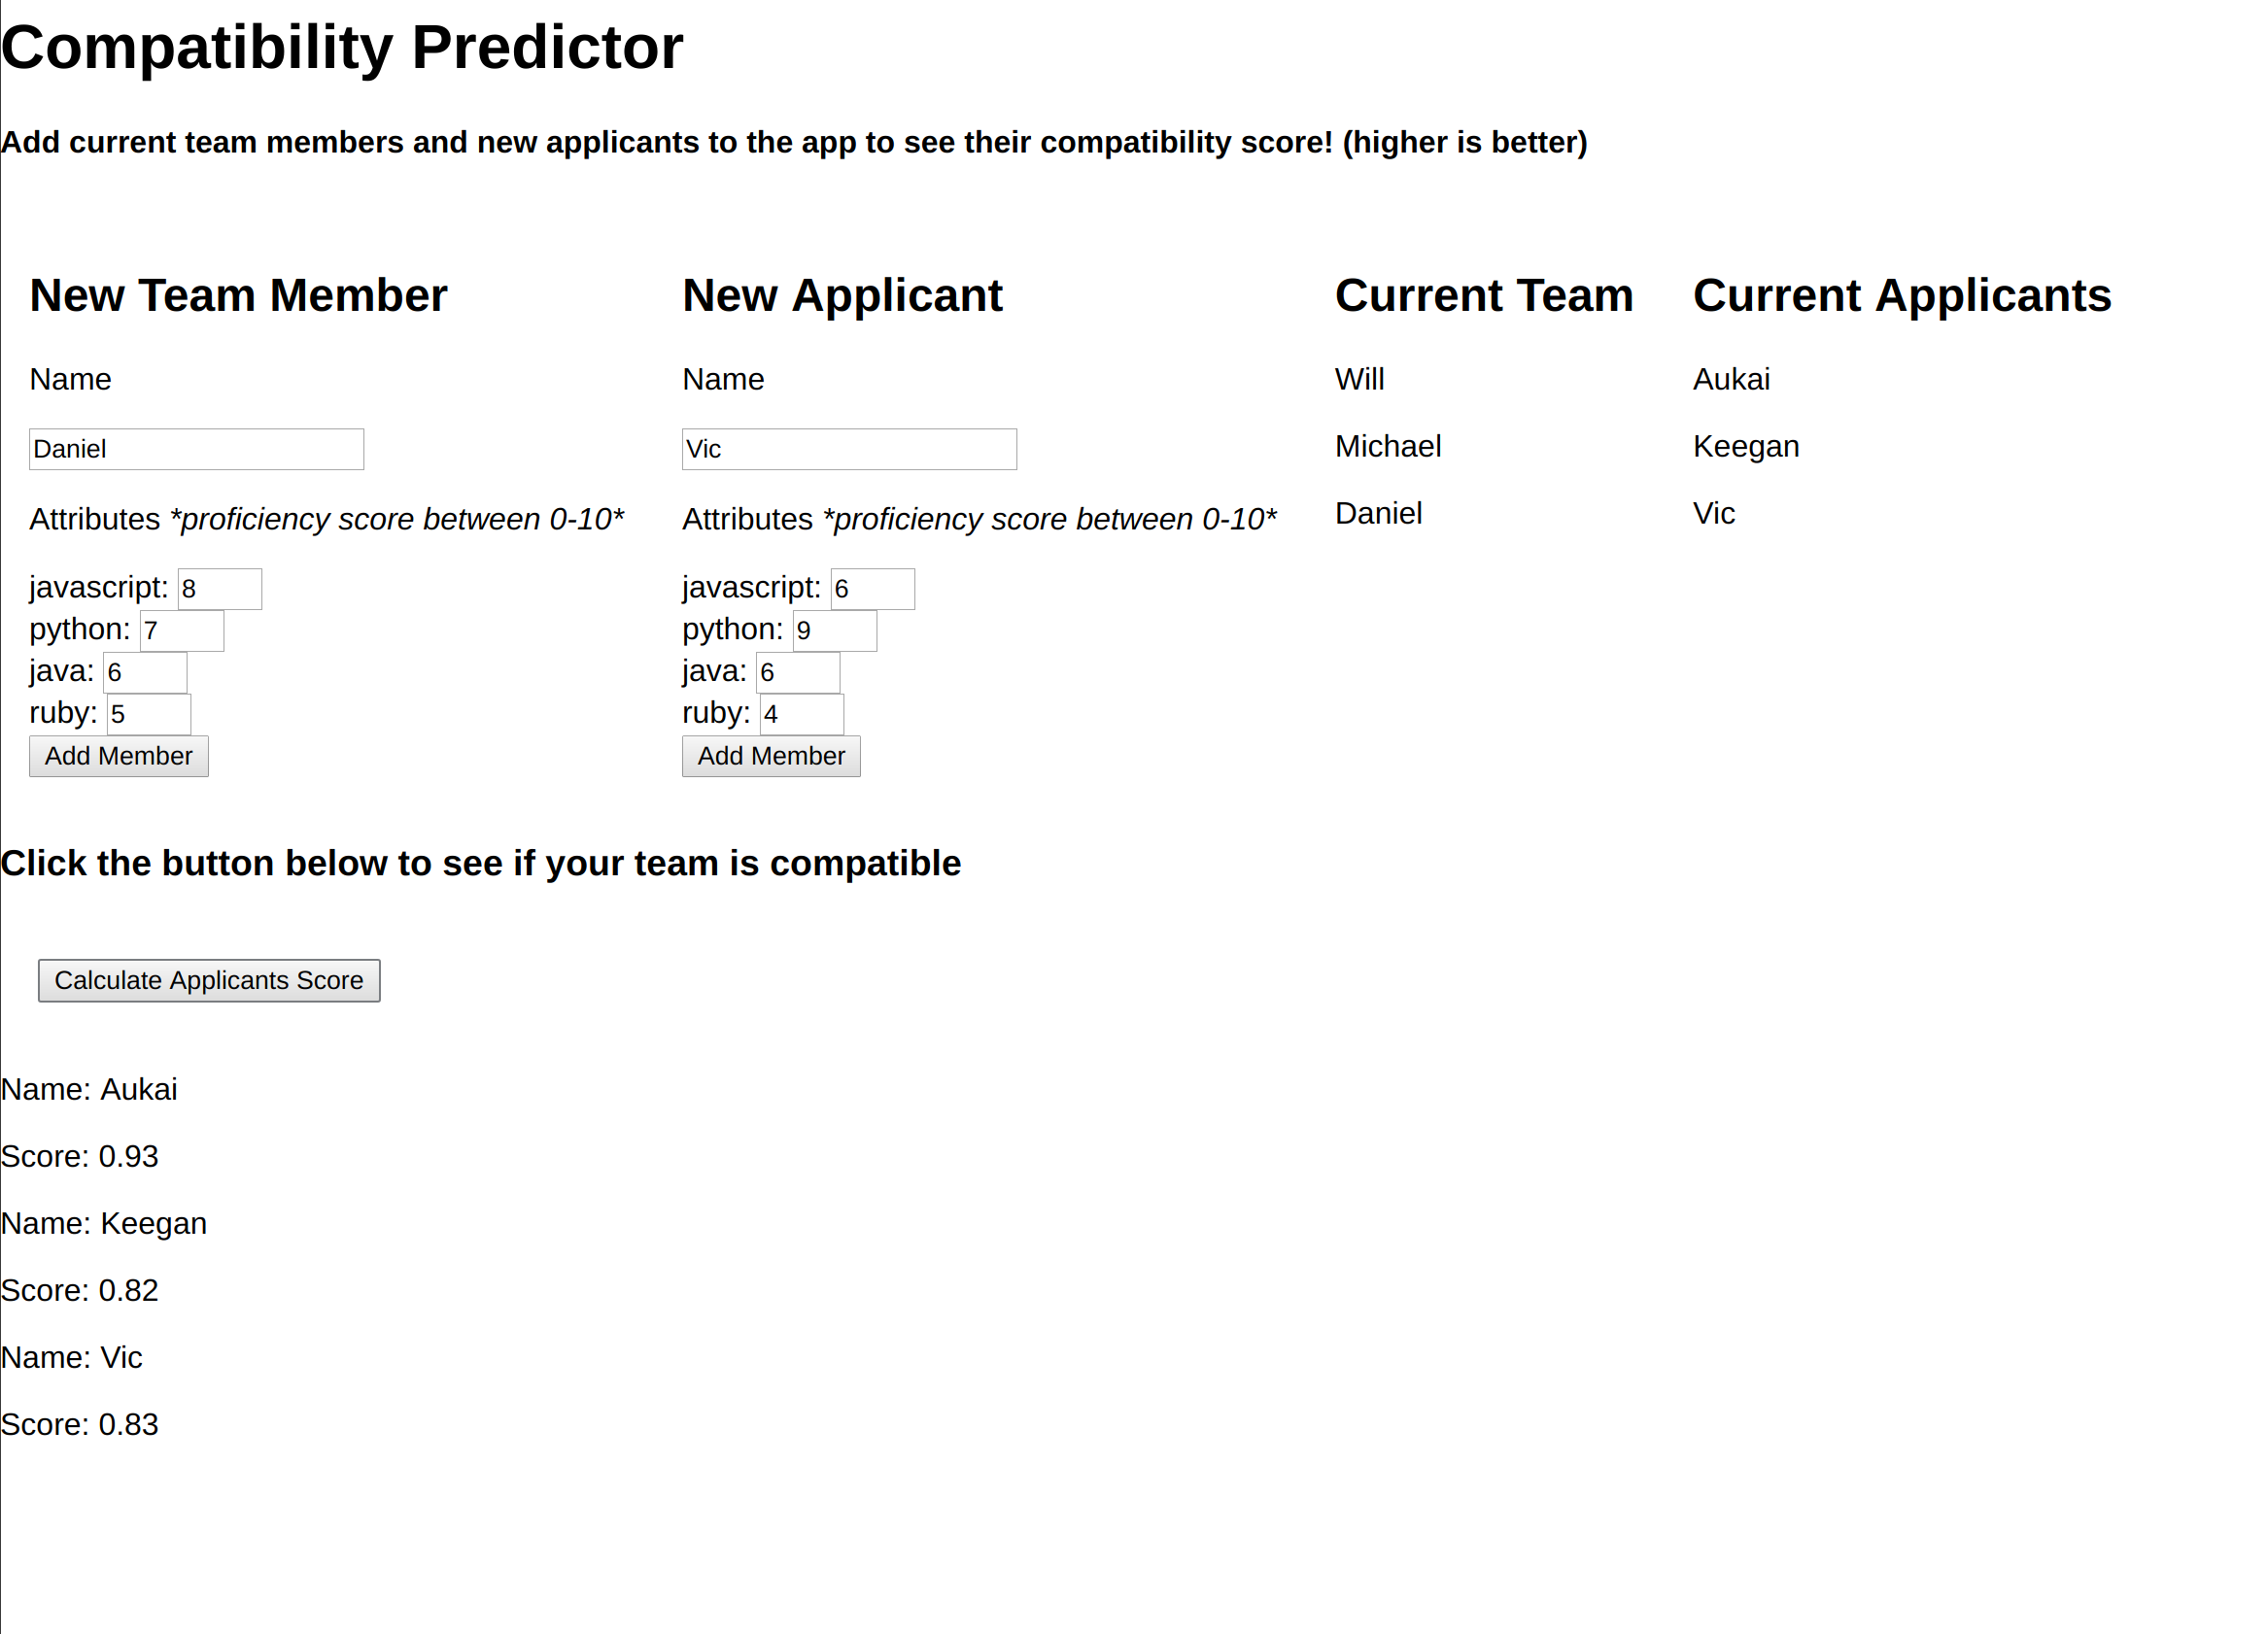 Compatibility Predictor
Add current team members and new applicants to the app to see their compatibility score! (higher is better)
New Team Member
Name
Daniel
Attributes *proficiency score between 0-10*
javascript: 8
python: 7
java: 6
ruby: 5
Add Member
New Applicant
Name
Vic
Attributes *proficiency score between 0-10*
javascript: 6
python: 9
java: 6
ruby: 4
Add Member
Current Team
Will
Michael
Daniel
Current Applicants
Aukai
Keegan
Vic
Click the button below to see if your team is compatible
Calculate Applicants Score
Name: Aukai
Score: 0.93
Name: Keegan
Score: 0.82
Name: Vic
Score: 0.83